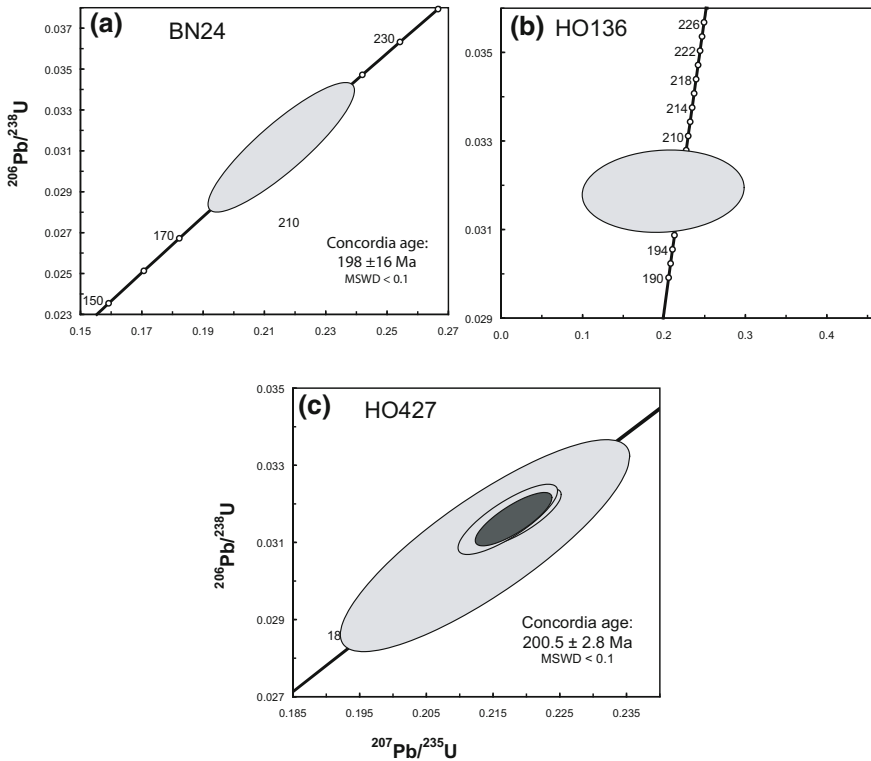 (a) BN24
0.037
0.035
0.033
0.031
0.029
0.027
0.025
0.023
206Pb/238U
230
210
170
150
Concordia age:
198 ±16 Ma
MSWD < 0.1
0.15 0.17 0.19 0.21 0.23 0.25 0.27
(b) HO136
0.035
0.033
0.031
0.029
226
222
218
214
210
194
190
0.0 0.1 0.2 0.3 0.4
(c) HO427
0.035
0.033
0.031
0.029
0.027
206Pb/238U
18
Concordia age:
200.5 ± 2.8 Ma
MSWD < 0.1
0.185 0.195 0.205 0.215 0.225 0.235
207Pb/235U